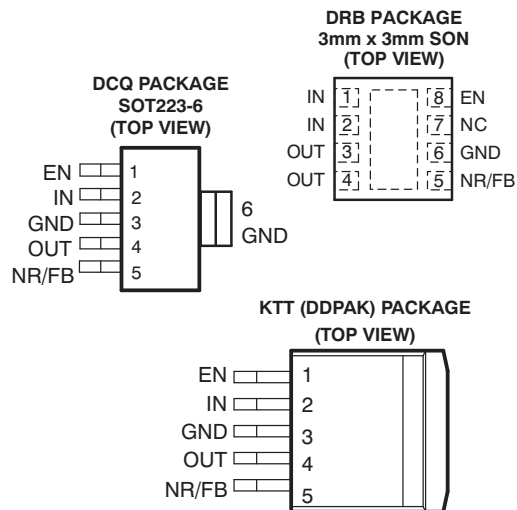 DRB PACKAGE
3mm x 3mm SON
(TOP VIEW)
IN 1 8 EN
IN 2 7 NC
OUT 3 6 GND
OUT 4 5 NR/FB
DCQ PACKAGE
SOT223-6
(TOP VIEW)
EN 1
IN 2
GND 3
OUT 4
NR/FB 5
6
GND
KTT (DDPAK) PACKAGE
(TOP VIEW)
EN 1
IN 2
GND 3
OUT 4
NR/FB 5